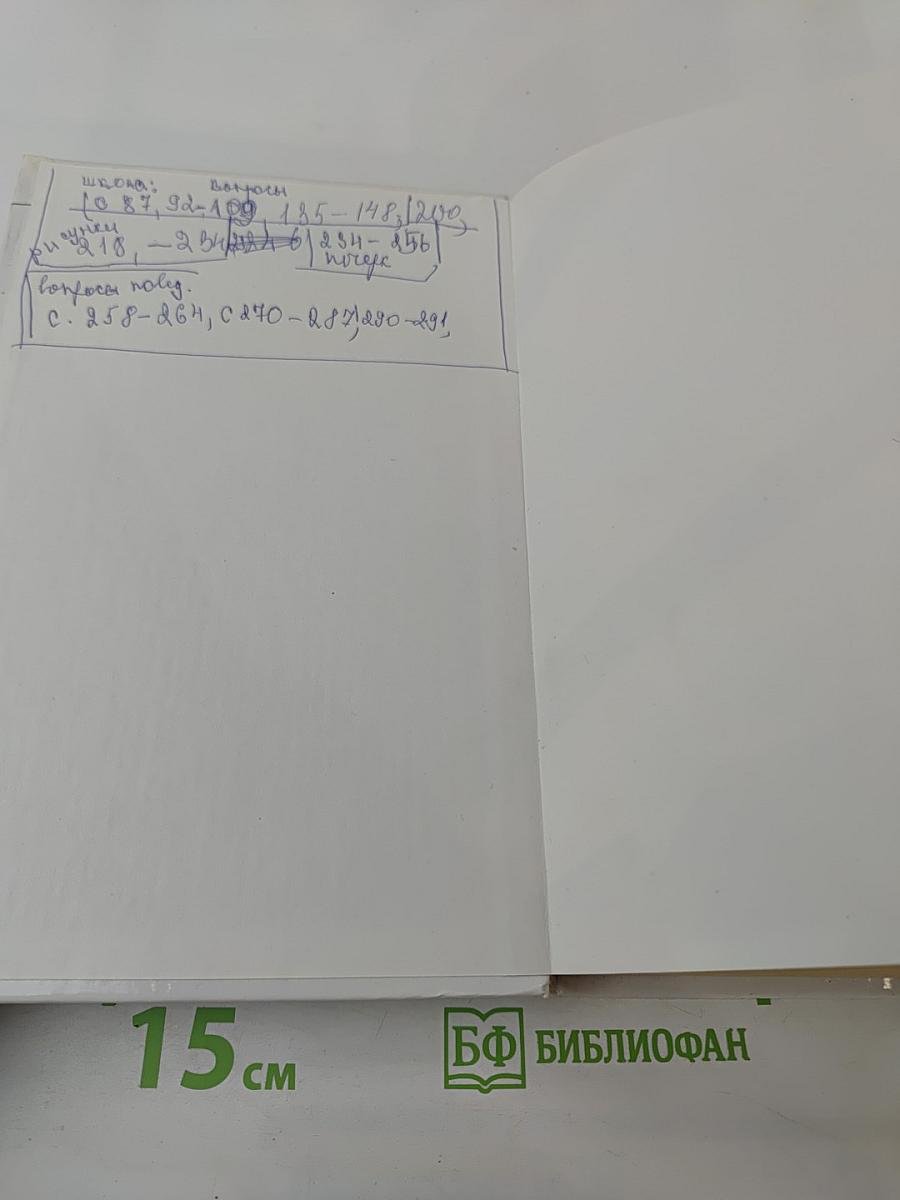 школа: вопросы
(с 87, 92-109, 135-148, 200,
рисунки
218, -234 | 234-256
почерк
вопросы повед.
с. 258-264, с 270-287, 290-291,
15 см
БФ БИБЛИОФАН